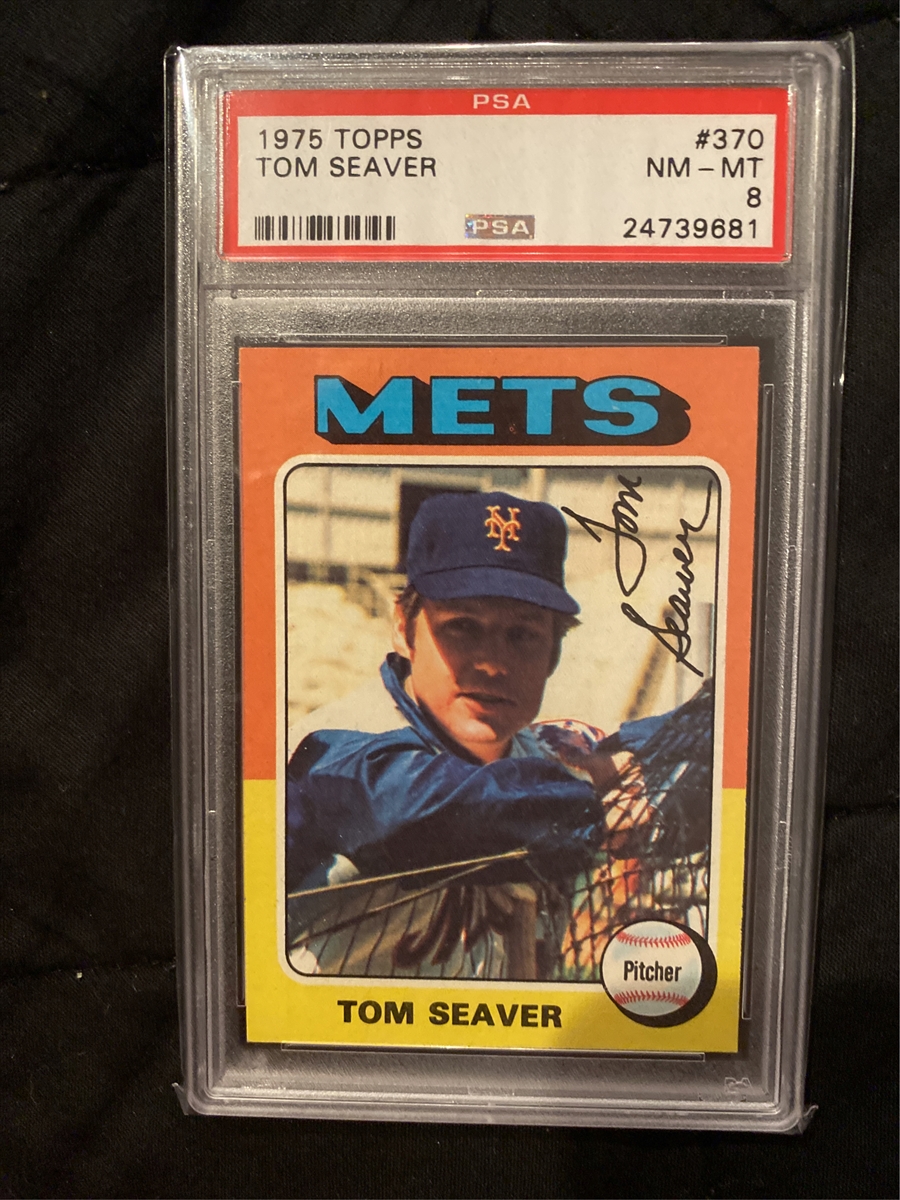 PSA
1975 TOPPS #370
TOM SEAVER NM - MT
8
PSA 24739681
METS
NY
Tom
Seaver
Pitcher
TOM SEAVER